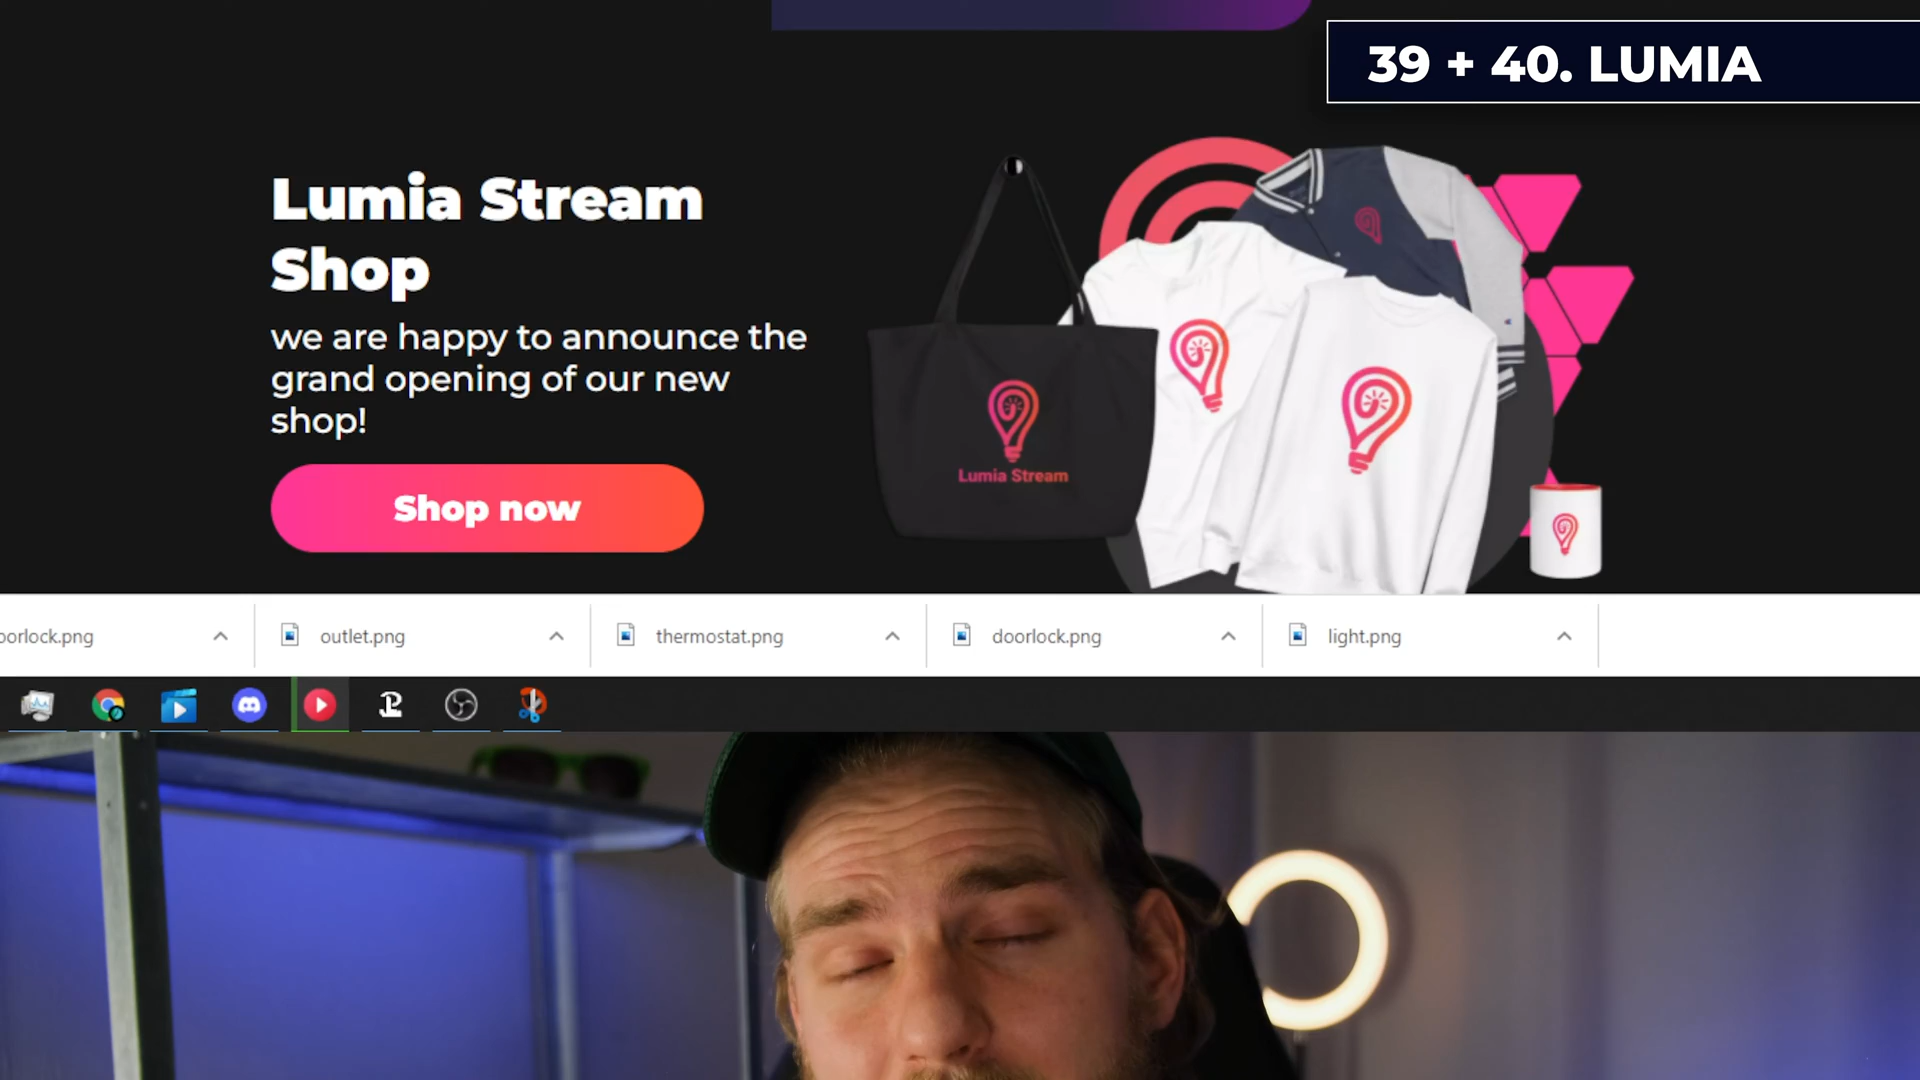 39 + 40. LUMIA
Lumia Stream
Shop
we are happy to announce the
grand opening of our new
shop!
Shop now
Lumia Stream
oorlock.png
outlet.png
thermostat.png
doorlock.png
light.png